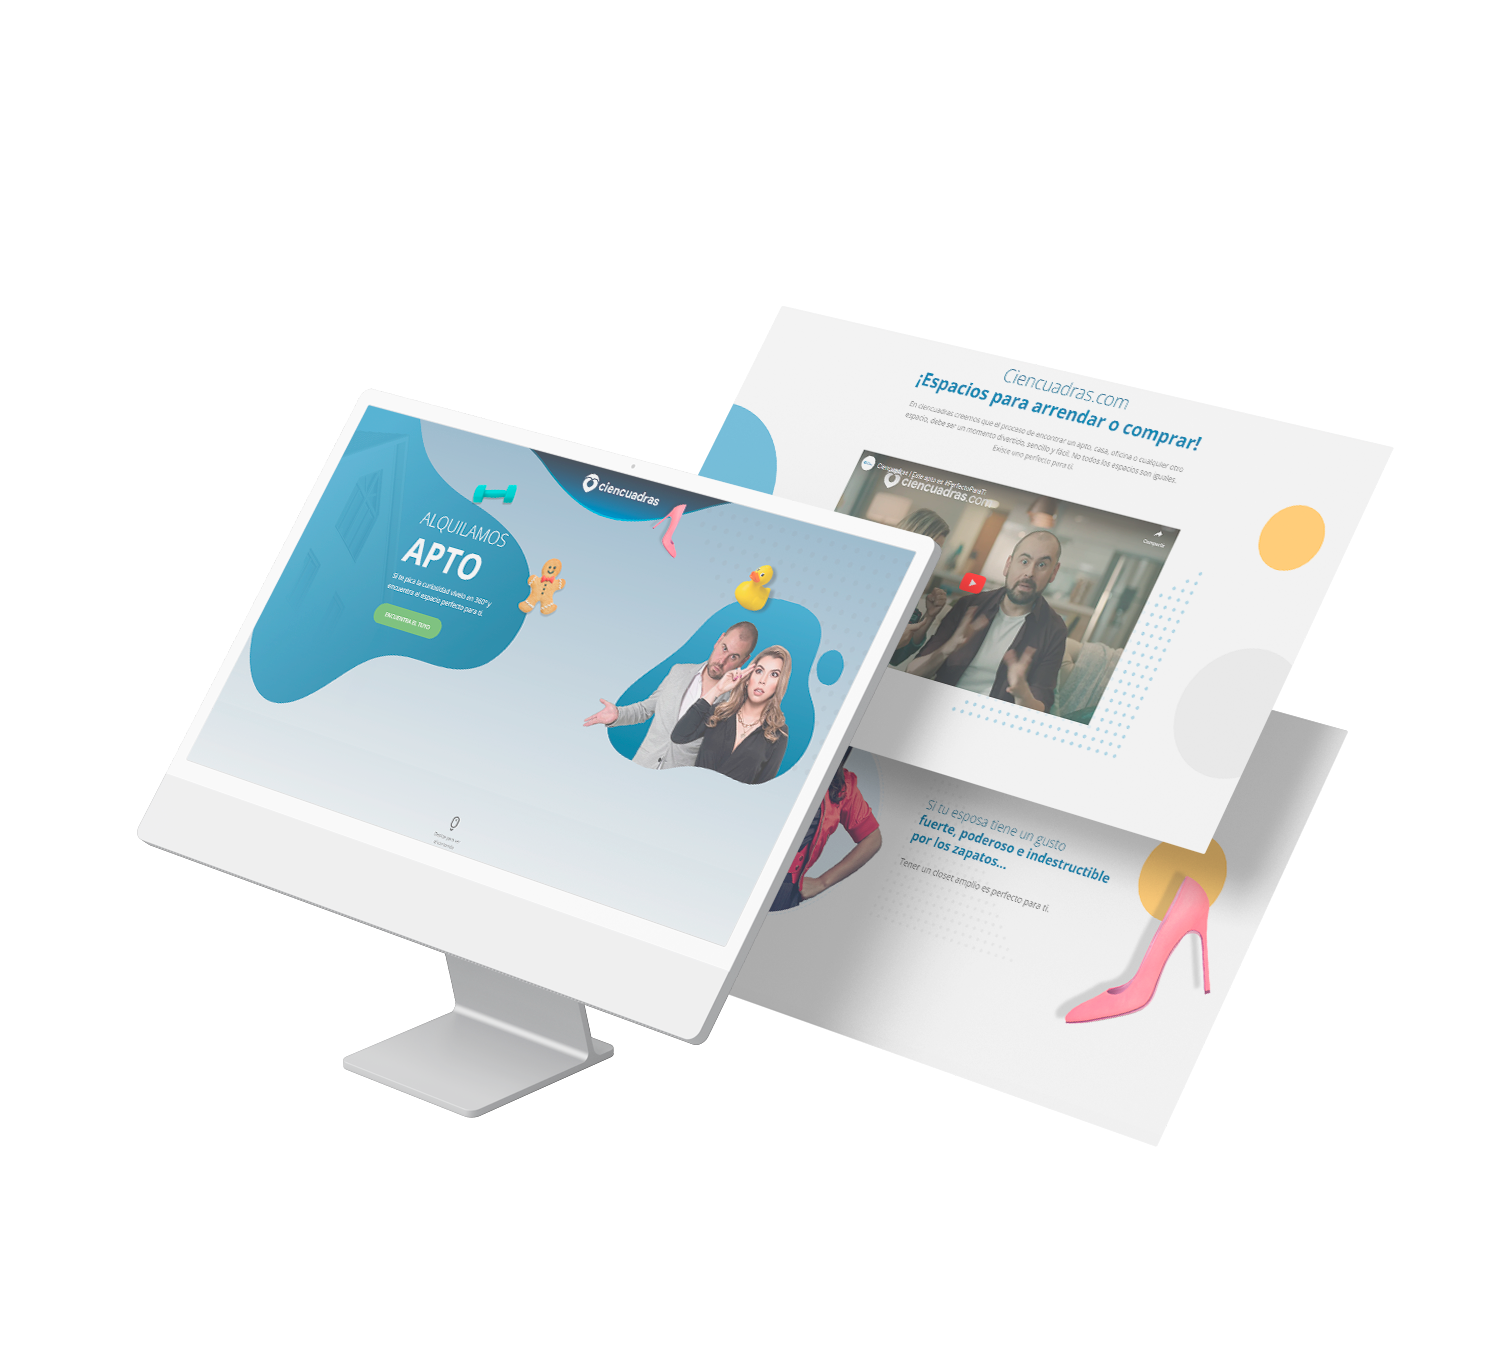 ciencuadras
ALQUILAMOS
APTO
Si te pica la curiosidad vívelo en 360º y
encuentra el espacio perfecto para ti.
ENCUENTRA EL TUYO
Ciencuadras.com
¡Espacios para arrendar o comprar!
En ciencuadras creemos que el proceso de encontrar un apto, casa, oficina o cualquier otro
espacio, debe ser un momento divertido, sencillo y fácil. No todos los espacios son iguales.
Existe uno perfecto para ti.
Ciencuadras | Este apto es #PerfectoParaTi
ciencuadras.com
Compartir
Si tu esposa tiene un gusto
fuerte, poderoso e indestructible
por los zapatos...
Tener un closet amplio es perfecto para ti.